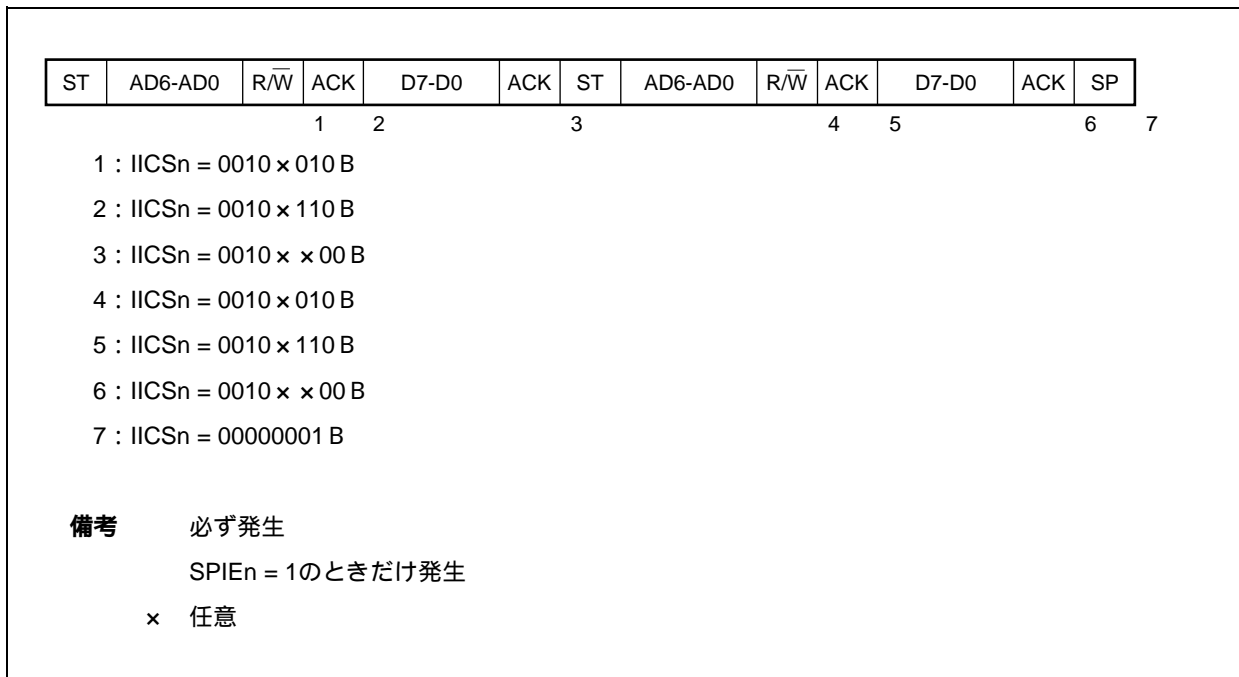 ST AD6-AD0 R/W̅ ACK D7-D0 ACK ST AD6-AD0 R/W̅ ACK D7-D0 ACK SP
1 2 3 4 5 6 7
1 : IICSn = 0010×010 B
2 : IICSn = 0010×110 B
3 : IICSn = 0010××00 B
4 : IICSn = 0010×010 B
5 : IICSn = 0010×110 B
6 : IICSn = 0010××00 B
7 : IICSn = 00000001 B
備考 必ず発生
SPIEn = 1のときだけ発生
× 任意